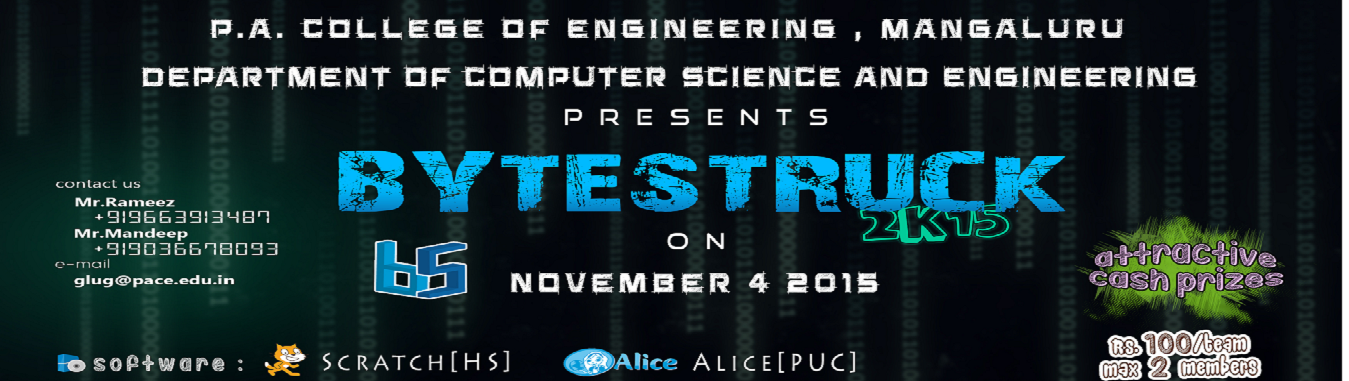 P.A. COLLEGE OF ENGINEERING , MANGALURU
DEPARTMENT OF COMPUTER SCIENCE AND ENGINEERING
PRESENTS
BYTESTRUCK
2K15
ON
NOVEMBER 4 2015
contact us
Mr.Rameez
+919663913487
Mr.Mandeep
+919036678093
e-mail
glug@pace.edu.in
bs
attractive
cash prizes
software : SCRATCH[HS] Alice ALICE[PUC]
Rs. 100/team
max 2 members